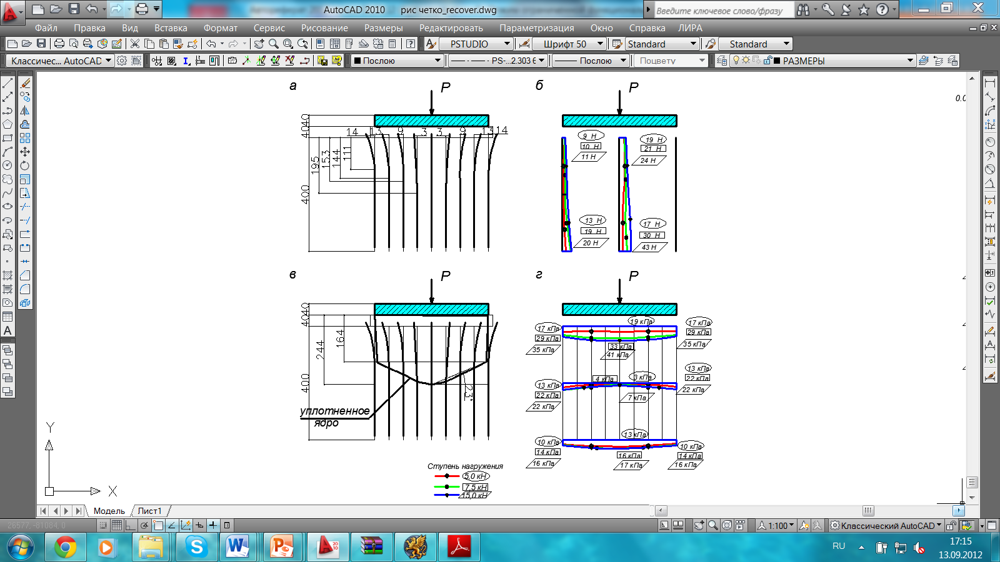 AutoCAD 2010 рис четко_recover.dwg
Введите ключевое слово/фразу
Файл Правка Вид Вставка Формат Сервис Рисование Размеры Редактировать Параметризация Окно Справка ЛИРА
PSTUDIO Шрифт 50 Standard Standard
Классичес... AutoCAD Послою PS-...2.303 6 Послою Поцвету РАЗМЕРЫ
а P
40
40
14 13 9 3 3 9 13 14
195
153
144
111
400
б P
9 Н
10 Н
11 Н
19 Н
21 Н
24 Н
13 Н
19 Н
20 Н
17 Н
30 Н
43 Н
0.0
в P
40
40
244
164
400
23°
уплотненное
ядро
г P
19 кПа
17 кПа
29 кПа
35 кПа
33 кПа
41 кПа
17 кПа
29 кПа
35 кПа
4 кПа
3 кПа
7 кПа
13 кПа
22 кПа
22 кПа
13 кПа
22 кПа
22 кПа
13 кПа
10 кПа
14 кПа
16 кПа
16 кПа
17 кПа
10 кПа
14 кПа
16 кПа
Ступень нагружения
5,0 кН
7,5 кН
15,0 кН
Y
X
Модель Лист1
26577, -81084, 0
1:100 Классический AutoCAD
RU
17:15
13.09.2012